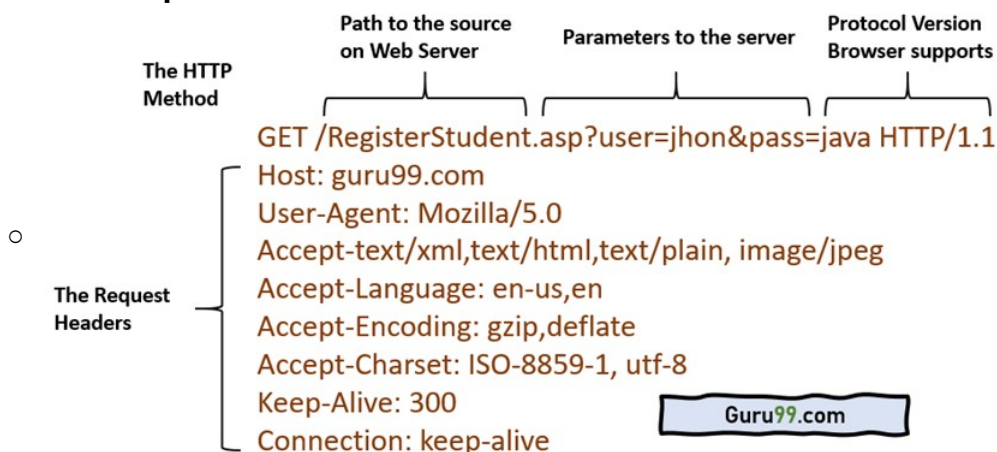 Path to the source
on Web Server
Parameters to the server
Protocol Version
Browser supports
The HTTP
Method
GET /RegisterStudent.asp?user=jhon&pass=java HTTP/1.1
Host: guru99.com
User-Agent: Mozilla/5.0
Accept-text/xml,text/html,text/plain, image/jpeg
Accept-Language: en-us,en
Accept-Encoding: gzip,deflate
Accept-Charset: ISO-8859-1, utf-8
Keep-Alive: 300
Connection: keep-alive
The Request
Headers
Guru99.com